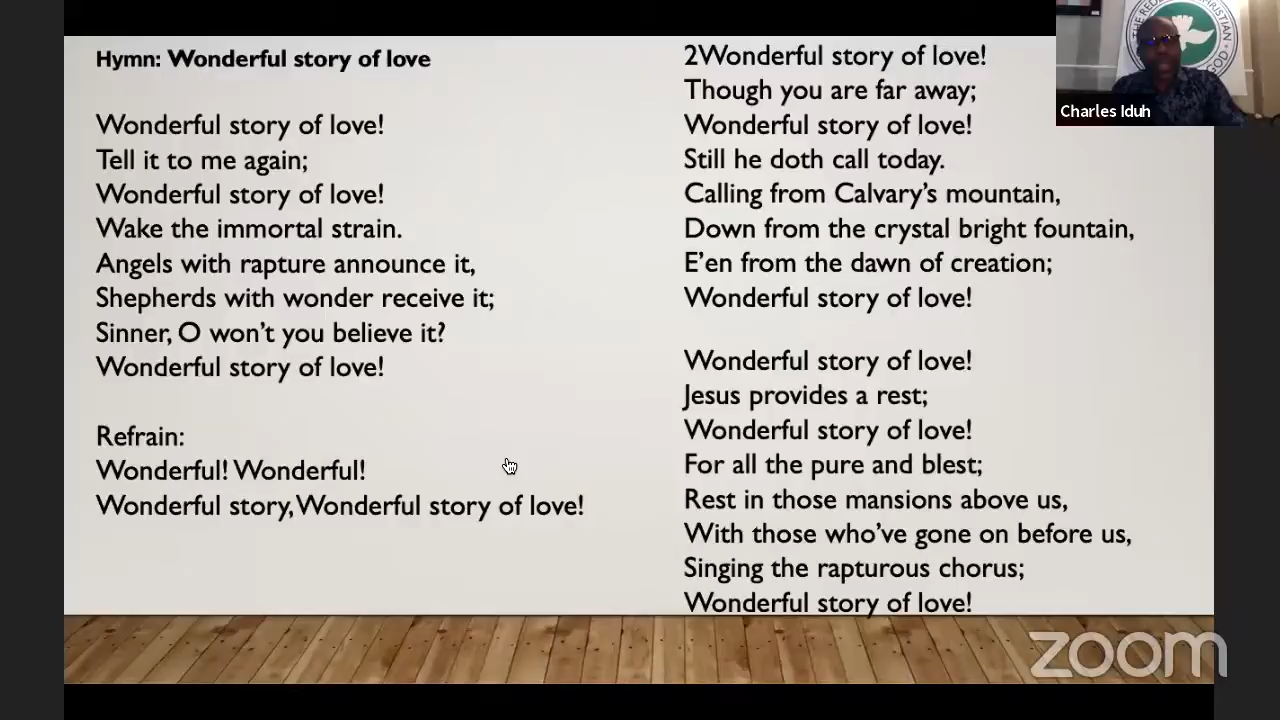 Hymn: Wonderful story of love
Wonderful story of love!
Tell it to me again;
Wonderful story of love!
Wake the immortal strain.
Angels with rapture announce it,
Shepherds with wonder receive it;
Sinner, O won't you believe it?
Wonderful story of love!
Refrain:
Wonderful! Wonderful!
Wonderful story, Wonderful story of love!
2Wonderful story of love!
Though you are far away;
Wonderful story of love!
Still he doth call today.
Calling from Calvary's mountain,
Down from the crystal bright fountain,
E'en from the dawn of creation;
Wonderful story of love!
Wonderful story of love!
Jesus provides a rest;
Wonderful story of love!
For all the pure and blest;
Rest in those mansions above us,
With those who've gone on before us,
Singing the rapturous chorus;
Wonderful story of love!
CHRISTIAN
GOD
Charles Iduh
zoom